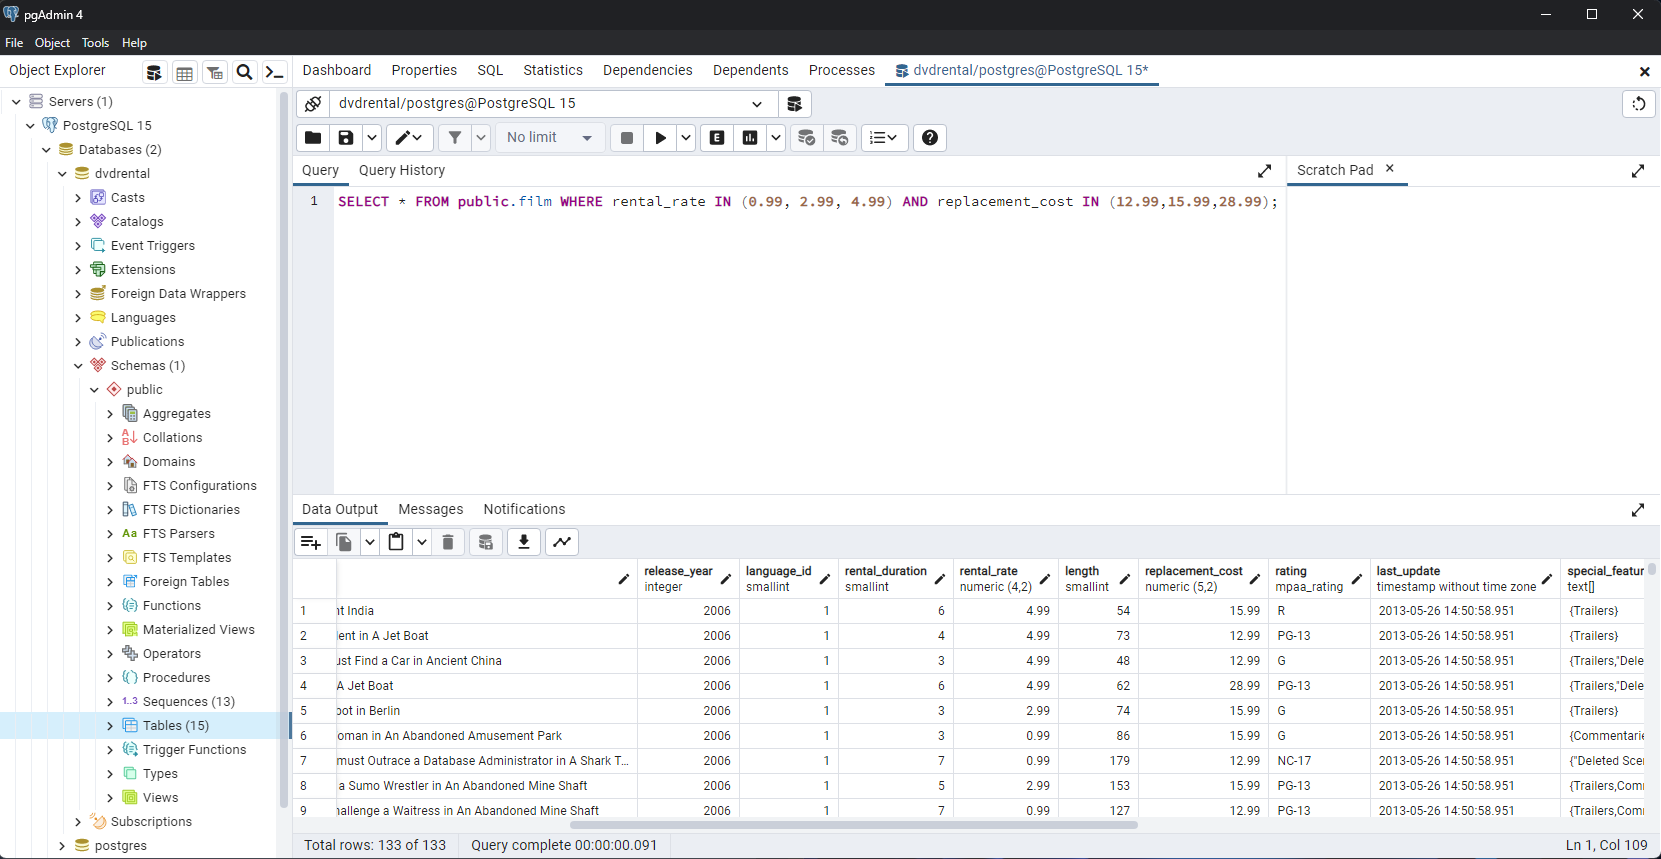 pgAdmin 4
File Object Tools Help
Object Explorer
Dashboard Properties SQL Statistics Dependencies Dependents Processes dvdrental/postgres@PostgreSQL 15*
Servers (1)
PostgreSQL 15
Databases (2)
dvdrental
Casts
Catalogs
Event Triggers
Extensions
Foreign Data Wrappers
Languages
Publications
Schemas (1)
public
Aggregates
Collations
Domains
FTS Configurations
FTS Dictionaries
Aa FTS Parsers
FTS Templates
Foreign Tables
Functions
Materialized Views
Operators
Procedures
1..3 Sequences (13)
Tables (15)
Trigger Functions
Types
Views
Subscriptions
postgres
dvdrental/postgres@PostgreSQL 15
No limit
E
Query Query History
Scratch Pad
1 SELECT * FROM public.film WHERE rental_rate IN (0.99, 2.99, 4.99) AND replacement_cost IN (12.99,15.99,28.99);
Data Output Messages Notifications
release_year language_id rental_duration rental_rate length replacement_cost rating last_update special_featur
integer smallint smallint numeric (4,2) smallint numeric (5,2) mpaa_rating timestamp without time zone text[]
1 nt India 2006 1 6 4.99 54 15.99 R 2013-05-26 14:50:58.951 {Trailers}
2 dent in A Jet Boat 2006 1 4 4.99 73 12.99 PG-13 2013-05-26 14:50:58.951 {Trailers}
3 ust Find a Car in Ancient China 2006 1 3 4.99 48 12.99 G 2013-05-26 14:50:58.951 {Trailers,"Dele
4 A Jet Boat 2006 1 6 4.99 62 28.99 PG-13 2013-05-26 14:50:58.951 {Trailers,"Dele
5 bot in Berlin 2006 1 3 2.99 74 15.99 G 2013-05-26 14:50:58.951 {Trailers}
6 oman in An Abandoned Amusement Park 2006 1 3 0.99 86 15.99 G 2013-05-26 14:50:58.951 {Commentarie
7 must Outrace a Database Administrator in A Shark T... 2006 1 7 0.99 179 12.99 NC-17 2013-05-26 14:50:58.951 {"Deleted Sce
8 a Sumo Wrestler in An Abandoned Mine Shaft 2006 1 5 2.99 153 15.99 PG-13 2013-05-26 14:50:58.951 {Trailers,Com
9 hallenge a Waitress in An Abandoned Mine Shaft 2006 1 7 0.99 127 12.99 PG-13 2013-05-26 14:50:58.951 {Trailers,Com
Total rows: 133 of 133 Query complete 00:00:00.091 Ln 1, Col 109